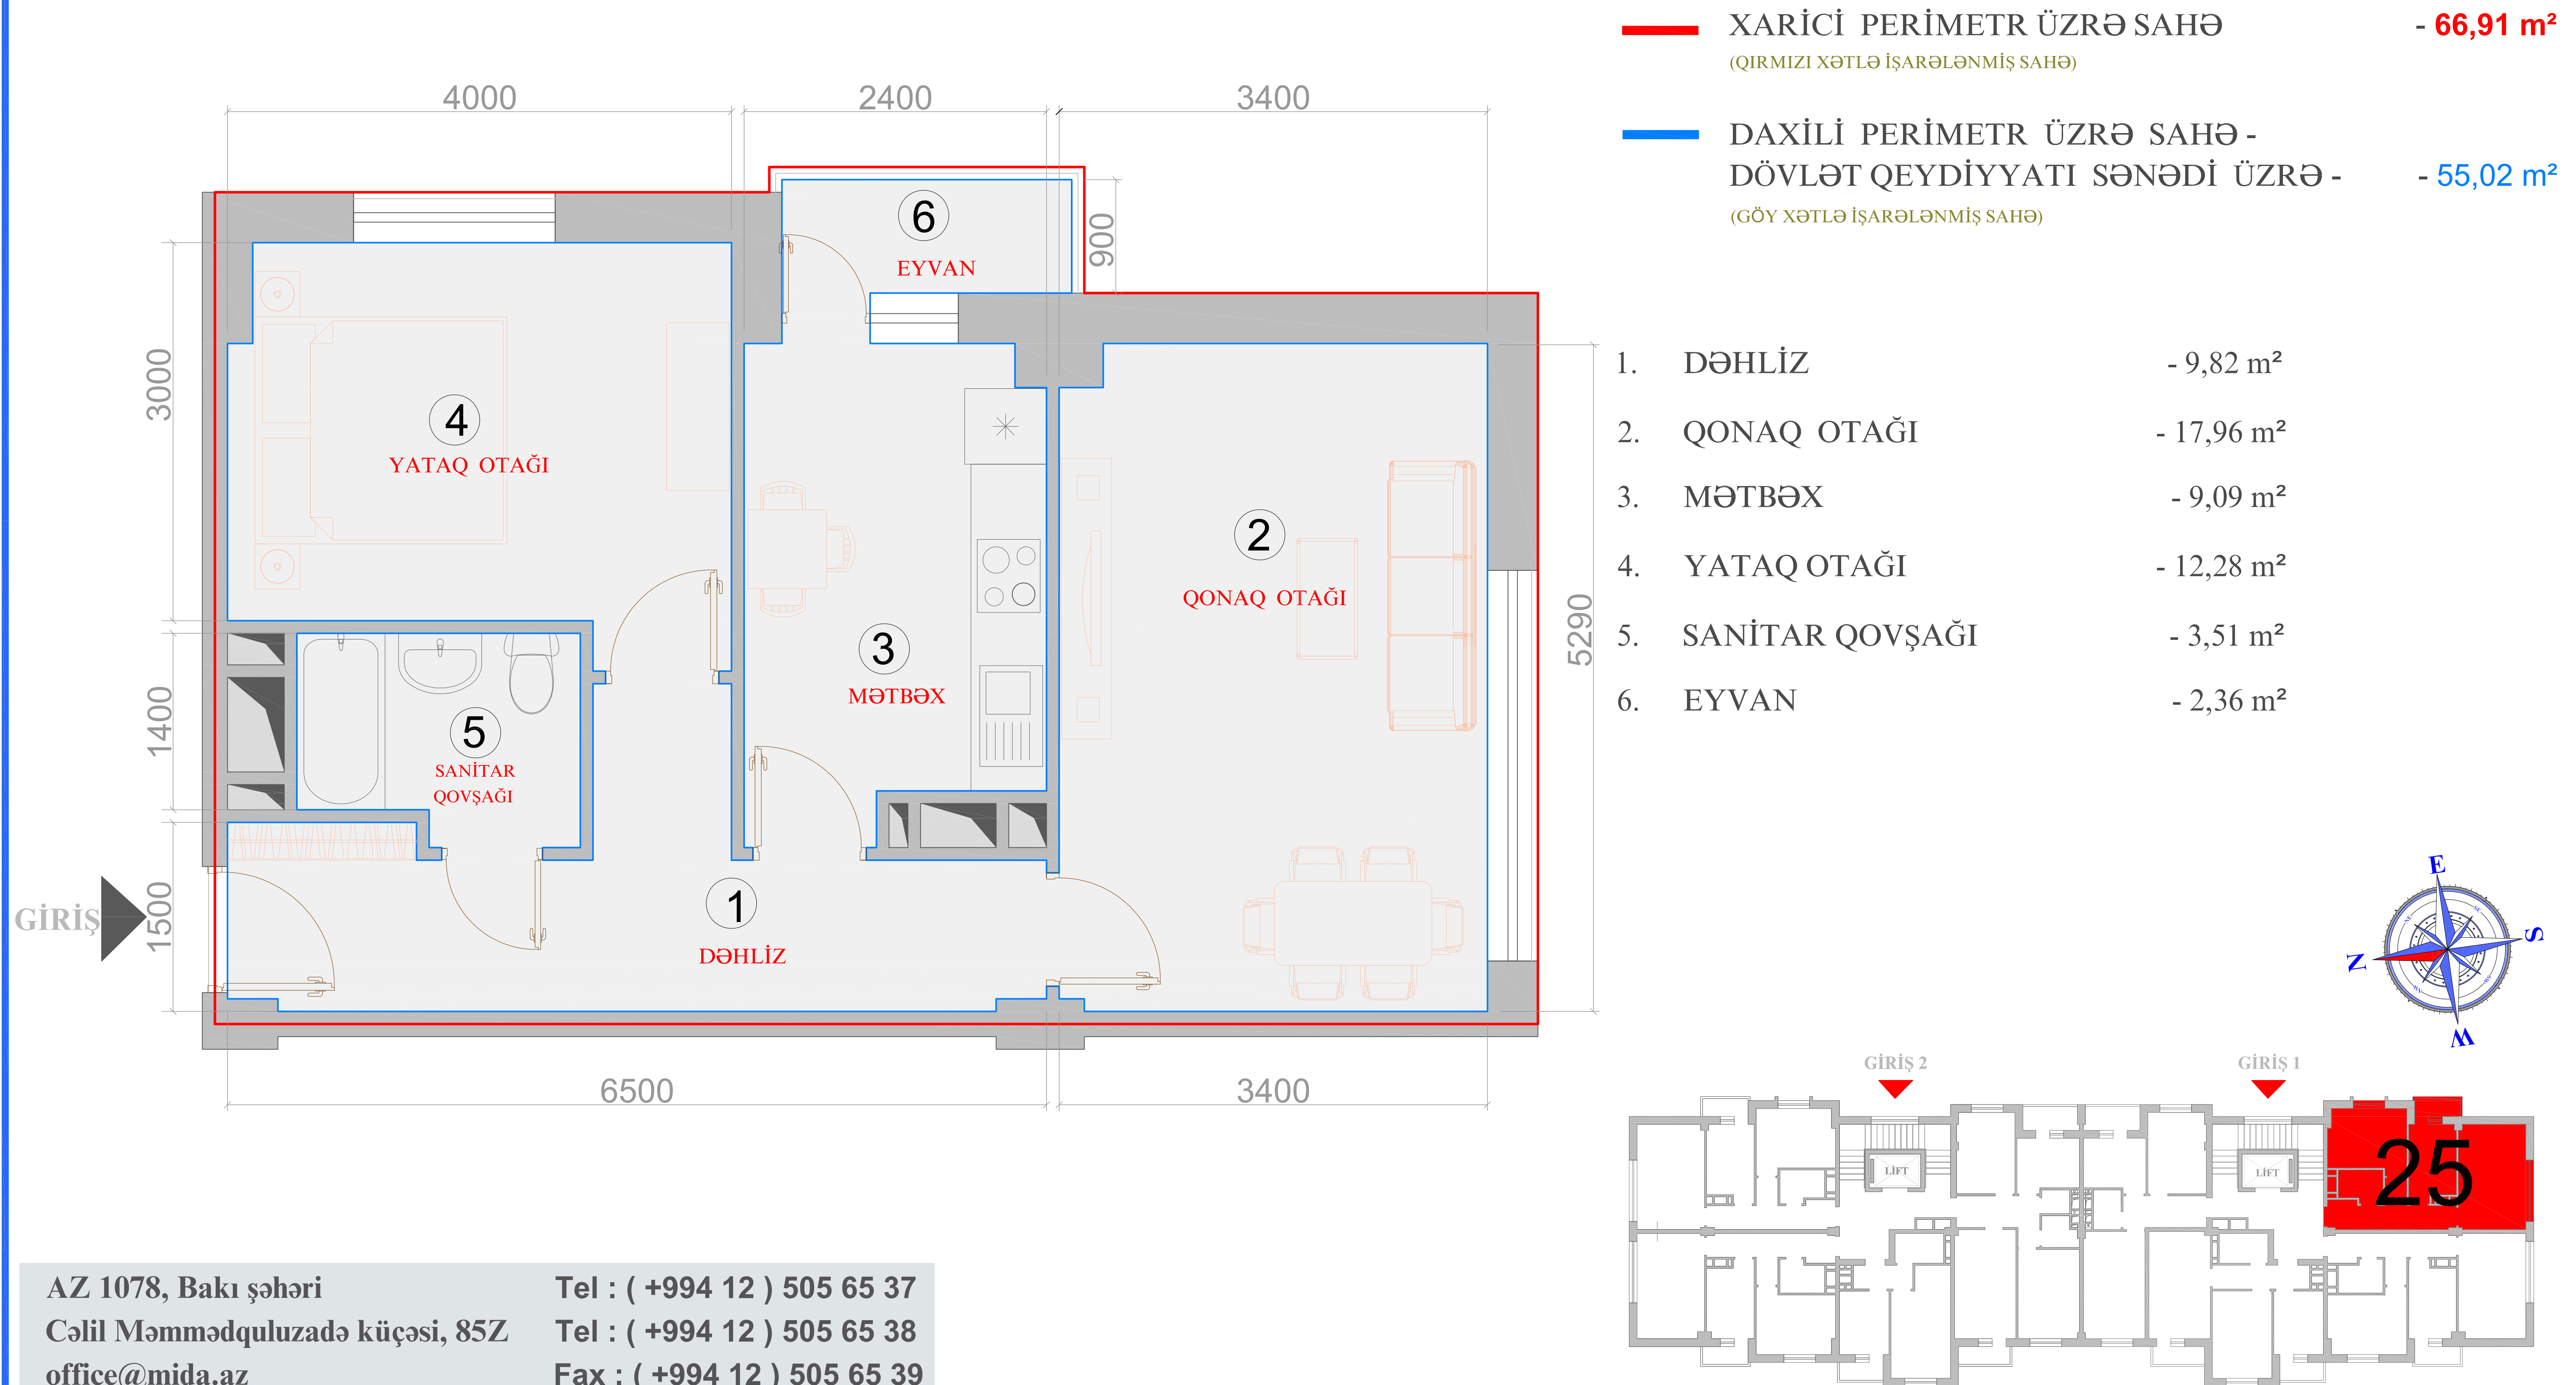 XARİCİ PERİMETR ÜZRƏ SAHƏ - 66,91 m²
(QIRMIZI XƏTLƏ İŞARƏLƏNMİŞ SAHƏ)
DAXİLİ PERİMETR ÜZRƏ SAHƏ -
DÖVLƏT QEYDİYYATI SƏNƏDİ ÜZRƏ - - 55,02 m²
(GÖY XƏTLƏ İŞARƏLƏNMİŞ SAHƏ)
4000 2400 3400
900
3000
1400
1500
5290
6500 3400
6
EYVAN
4
YATAQ OTAĞI
2
QONAQ OTAĞI
3
MƏTBƏX
5
SANİTAR
QOVŞAĞI
1
DƏHLİZ
GİRİŞ
1. DƏHLİZ - 9,82 m²
2. QONAQ OTAĞI - 17,96 m²
3. MƏTBƏX - 9,09 m²
4. YATAQ OTAĞI - 12,28 m²
5. SANİTAR QOVŞAĞI - 3,51 m²
6. EYVAN - 2,36 m²
E
S
N
W
GİRİŞ 2 GİRİŞ 1
LİFT LİFT
25
AZ 1078, Bakı şəhəri Tel : ( +994 12 ) 505 65 37
Cəlil Məmmədquluzadə küçəsi, 85Z Tel : ( +994 12 ) 505 65 38
office@mida.az Fax : ( +994 12 ) 505 65 39